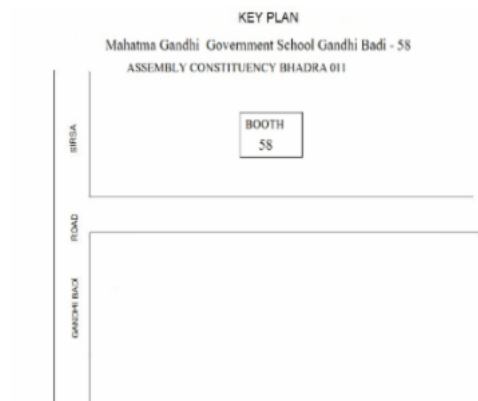 KEY PLAN
Mahatma Gandhi Government School Gandhi Badi - 58
ASSEMBLY CONSTITUENCY BHADRA 011
BOOTH
58
SIRSA
ROAD
GANDHI BADI